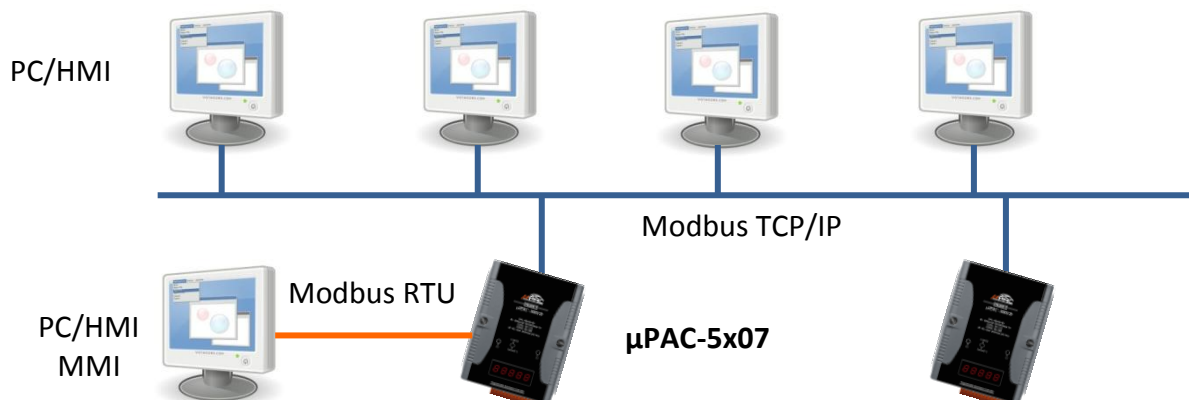 PC/HMI
Modbus TCP/IP
Modbus RTU
PC/HMI
MMI
µPAC-5x07